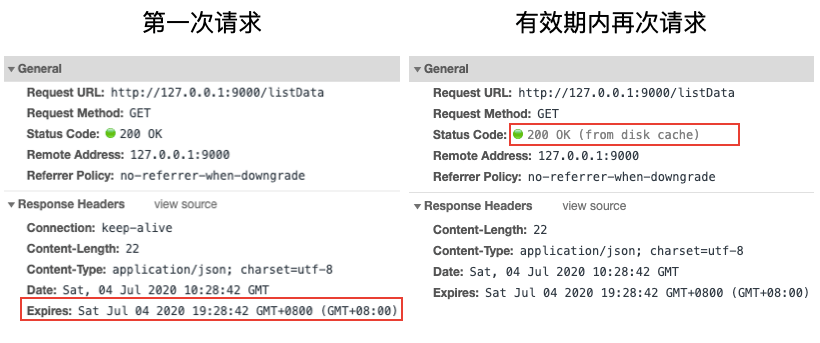 第一次请求
General
Request URL: http://127.0.0.1:9000/listData
Request Method: GET
Status Code: 200 OK
Remote Address: 127.0.0.1:9000
Referrer Policy: no-referrer-when-downgrade
Response Headers view source
Connection: keep-alive
Content-Length: 22
Content-Type: application/json; charset=utf-8
Date: Sat, 04 Jul 2020 10:28:42 GMT
Expires: Sat Jul 04 2020 19:28:42 GMT+0800 (GMT+08:00)
有效期内再次请求
General
Request URL: http://127.0.0.1:9000/listData
Request Method: GET
Status Code: 200 OK (from disk cache)
Remote Address: 127.0.0.1:9000
Referrer Policy: no-referrer-when-downgrade
Response Headers view source
Content-Length: 22
Content-Type: application/json; charset=utf-8
Date: Sat, 04 Jul 2020 10:28:42 GMT
Expires: Sat Jul 04 2020 19:28:42 GMT+0800 (GMT+08:00)